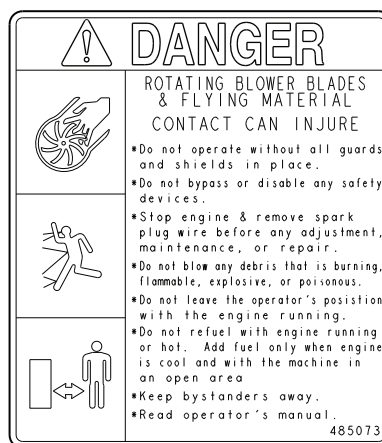 DANGER
ROTATING BLOWER BLADES
& FLYING MATERIAL
CONTACT CAN INJURE
*Do not operate without all guards
and shields in place.
*Do not bypass or disable any safety
devices.
*Stop engine & remove spark
plug wire before any adjustment,
maintenance, or repair.
*Do not blow any debris that is burning,
flammable, explosive, or poisonous.
*Do not leave the operator's posistion
with the engine running.
*Do not refuel with engine running
or hot. Add fuel only when engine
is cool and with the machine in
an open area
*Keep bystanders away.
*Read operator's manual.
485073